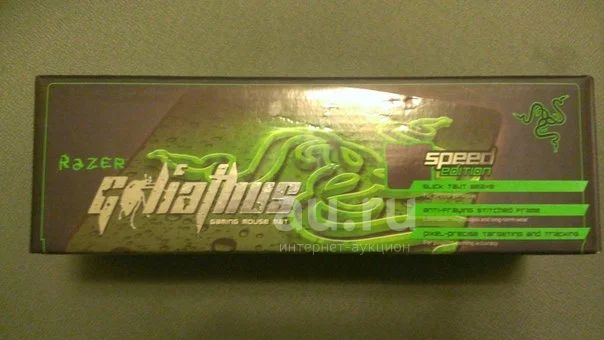 RAZER
Goliathus
GAMING MOUSE MAT
speed
edition
SLICK TAUT WEAVE
ANTI-FRAYING STITCHED FRAME
PIXEL-PRECISE TARGETING AND TRACKING
au.ru
интернет-аукцион